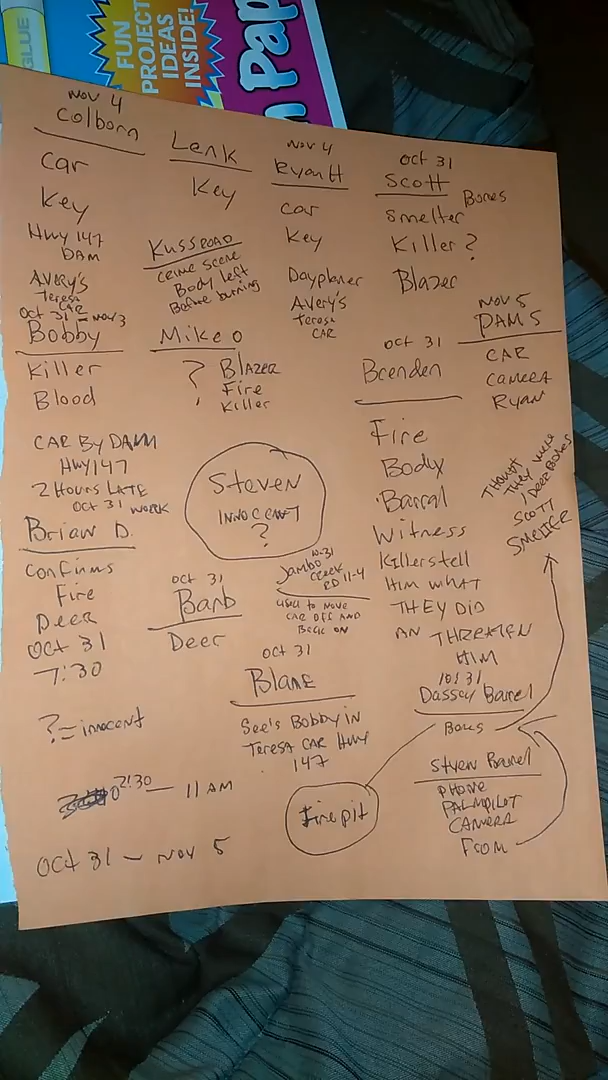 GLUE
FUN
PROJECT
IDEAS
INSIDE!
n Pap
Nov 4
Colborn
Car
Key
Hwy 147
DAM
Avery's
Teresa
CAR
Lenk
Key
KUSSROAD
Crime scene
Body left
Before burning
Nov 4
Ryan H
Car
Key
Dayplaner
Avery's
Teresa
CAR
Oct 31
Scott
Bones
Smelter
Killer?
Blazer
Nov 5
PAM S
CAR
Camera
RYAN
Oct 31 - Nov 3
Bobby
Killer
Blood
CAR BY DAM
Hwy 147
2 HOURS LATE
Oct 31 WORK
Mike O
?
BLAZER
Fire
Killer
Oct 31
Brenden
Fire
Body
Barral
Witness
Killers tell
Him WHAT
THEY DID
AN THREATEN
HIM
THOUGHT
THEY WERE
DEER BONES
SCOTT
SMELTER
Steven
INNOCENT
?
Brian D.
Confirms
Fire
Deer
Oct 31
7:30
Oct 31
Barb
Deer
10-31
Jambo
Creek
RD 11-4
used to move
CAR OFF AND
BACK ON
Oct 31
Blane
See's Bobby in
Teresa CAR Hwy
147
10/31
Dassey Barrel
Bones
Firepit
Styen Barrel
PHONE
PALMPILOT
CAMERA
FROM
?=innocent
2:30 — 11 AM
Oct 31 - Nov 5